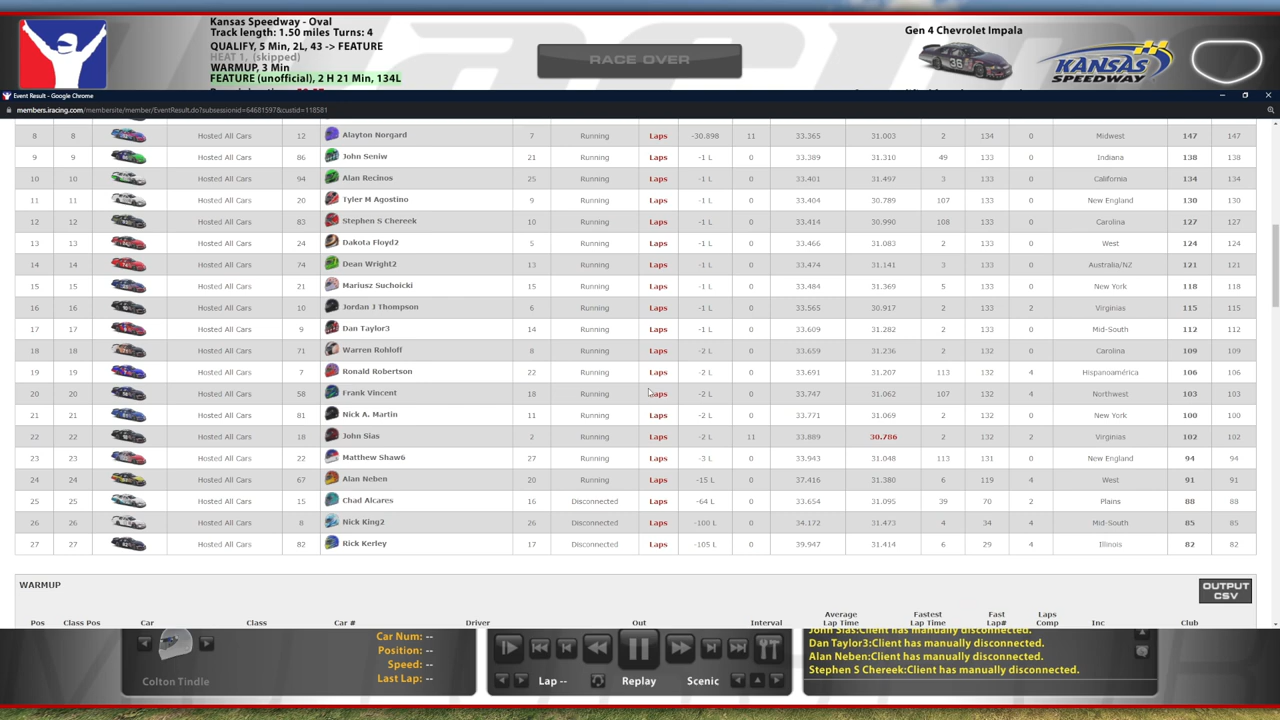 Kansas Speedway - Oval
Track length: 1.50 miles Turns: 4
QUALIFY, 5 Min, 2L, 43 -> FEATURE
HEAT 1, (skipped)
WARMUP, 3 Min
FEATURE (unofficial), 2 H 21 Min, 134L
RACE OVER
Gen 4 Chevrolet Impala
36
KANSAS
SPEEDWAY
Event Result - Google Chrome
members.iracing.com/membersite/member/EventResult.do?subsessionid=64681597&custid=118581
8 8 Hosted All Cars 12 Alayton Norgard 7 Running Laps -30.898 11 33.365 31.003 2 134 0 Midwest 147 147
9 9 Hosted All Cars 86 John Seniw 21 Running Laps -1 L 0 33.389 31.310 49 133 0 Indiana 138 138
10 10 Hosted All Cars 94 Alan Recinos 25 Running Laps -1 L 0 33.401 31.497 3 133 0 California 134 134
11 11 Hosted All Cars 20 Tyler M Agostino 9 Running Laps -1 L 0 33.404 30.789 107 133 0 New England 130 130
12 12 Hosted All Cars 83 Stephen S Chereek 10 Running Laps -1 L 0 33.414 30.990 108 133 0 Carolina 127 127
13 13 Hosted All Cars 24 Dakota Floyd2 5 Running Laps -1 L 0 33.466 31.083 2 133 0 West 124 124
14 14 Hosted All Cars 74 Dean Wright2 13 Running Laps -1 L 0 33.474 31.141 3 133 0 Australia/NZ 121 121
15 15 Hosted All Cars 21 Mariusz Suchoicki 15 Running Laps -1 L 0 33.484 31.369 5 133 0 New York 118 118
16 16 Hosted All Cars 10 Jordan J Thompson 6 Running Laps -1 L 0 33.565 30.917 2 133 2 Virginias 115 115
17 17 Hosted All Cars 9 Dan Taylor3 14 Running Laps -1 L 0 33.609 31.282 2 133 0 Mid-South 112 112
18 18 Hosted All Cars 71 Warren Rohloff 8 Running Laps -2 L 0 33.659 31.236 2 132 0 Carolina 109 109
19 19 Hosted All Cars 7 Ronald Robertson 22 Running Laps -2 L 0 33.691 31.207 113 132 4 Hispanoamérica 106 106
20 20 Hosted All Cars 58 Frank Vincent 18 Running Laps -2 L 0 33.747 31.062 107 132 4 Northwest 103 103
21 21 Hosted All Cars 81 Nick A. Martin 11 Running Laps -2 L 0 33.771 31.069 2 132 0 New York 100 100
22 22 Hosted All Cars 18 John Sias 2 Running Laps -2 L 11 33.889 30.786 2 132 2 Virginias 102 102
23 23 Hosted All Cars 22 Matthew Shaw6 27 Running Laps -3 L 0 33.943 31.048 113 131 0 New England 94 94
24 24 Hosted All Cars 67 Alan Neben 20 Running Laps -15 L 0 37.416 31.380 6 119 4 West 91 91
25 25 Hosted All Cars 15 Chad Alcares 16 Disconnected Laps -64 L 0 33.654 31.095 39 70 2 Plains 88 88
26 26 Hosted All Cars 8 Nick King2 26 Disconnected Laps -100 L 0 34.172 31.473 4 34 4 Mid-South 85 85
27 27 Hosted All Cars 82 Rick Kerley 17 Disconnected Laps -105 L 0 39.947 31.414 6 29 4 Illinois 82 82
WARMUP
OUTPUT CSV
Pos Class Pos Car Class Car # Driver Out Interval Average Lap Time Fastest Lap Time Fast Lap# Laps Comp Inc Club
Car Num: --
Position: --
Speed: --
Last Lap: --
Colton Tindle
Lap --
Replay
Scenic
John Sias:Client has manually disconnected.
Dan Taylor3:Client has manually disconnected.
Alan Neben:Client has manually disconnected.
Stephen S Chereek:Client has manually disconnected.